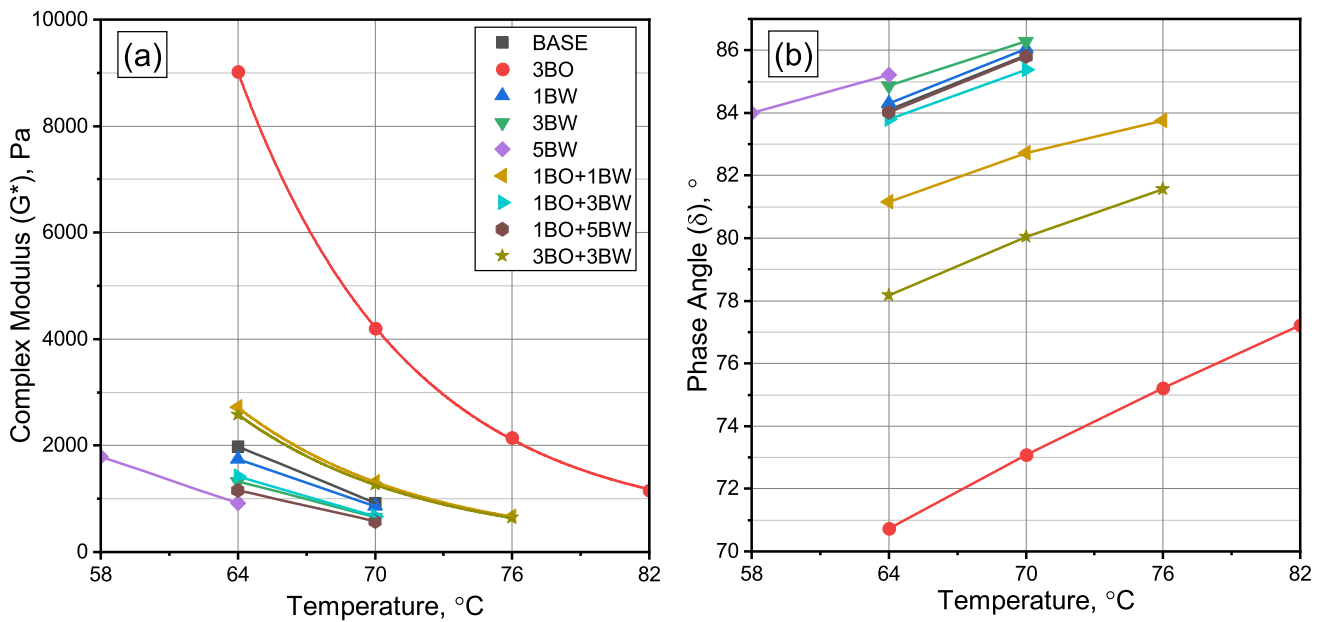 (a)
Complex Modulus (G*), Pa
10000
8000
6000
4000
2000
0
58
64
70
76
82
Temperature, °C
BASE
3BO
1BW
3BW
5BW
1BO+1BW
1BO+3BW
1BO+5BW
3BO+3BW
(b)
Phase Angle (δ), °
86
84
82
80
78
76
74
72
70
58
64
70
76
82
Temperature, °C